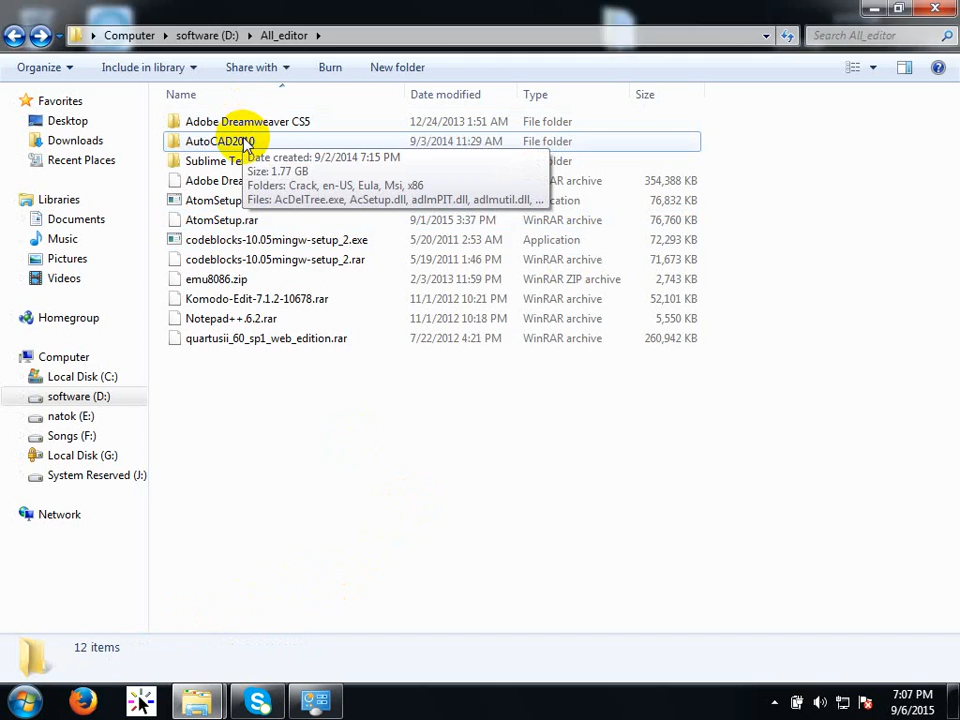 Computer ▸ software (D:) ▸ All_editor ▸
Search All_editor
Organize Include in library Share with Burn New folder
Name Date modified Type Size
Favorites
Desktop
Downloads
Recent Places
Libraries
Documents
Music
Pictures
Videos
Homegroup
Computer
Local Disk (C:)
software (D:)
natok (E:)
Songs (F:)
Local Disk (G:)
System Reserved (J:)
Network
Adobe Dreamweaver CS5 12/24/2013 1:51 AM File folder
AutoCAD2010 9/3/2014 11:29 AM File folder
Sublime Te File folder
Date created: 9/2/2014 7:15 PM
Size: 1.77 GB
Folders: Crack, en-US, Eula, Msi, x86
Files: AcDelTree.exe, AcSetup.dll, adlmPIT.dll, adlmutil.dll, ...
Adobe Drea WinRAR archive 354,388 KB
AtomSetup 76,832 KB
AtomSetup.rar 9/1/2015 3:37 PM WinRAR archive 76,760 KB
codeblocks-10.05mingw-setup_2.exe 5/20/2011 2:53 AM Application 72,293 KB
codeblocks-10.05mingw-setup_2.rar 5/19/2011 1:46 PM WinRAR archive 71,673 KB
emu8086.zip 2/3/2013 11:59 PM WinRAR ZIP archive 2,743 KB
Komodo-Edit-7.1.2-10678.rar 11/1/2012 10:21 PM WinRAR archive 52,101 KB
Notepad++.6.2.rar 11/1/2012 10:18 PM WinRAR archive 5,550 KB
quartusii_60_sp1_web_edition.rar 7/22/2012 4:21 PM WinRAR archive 260,942 KB
12 items
7:07 PM
9/6/2015